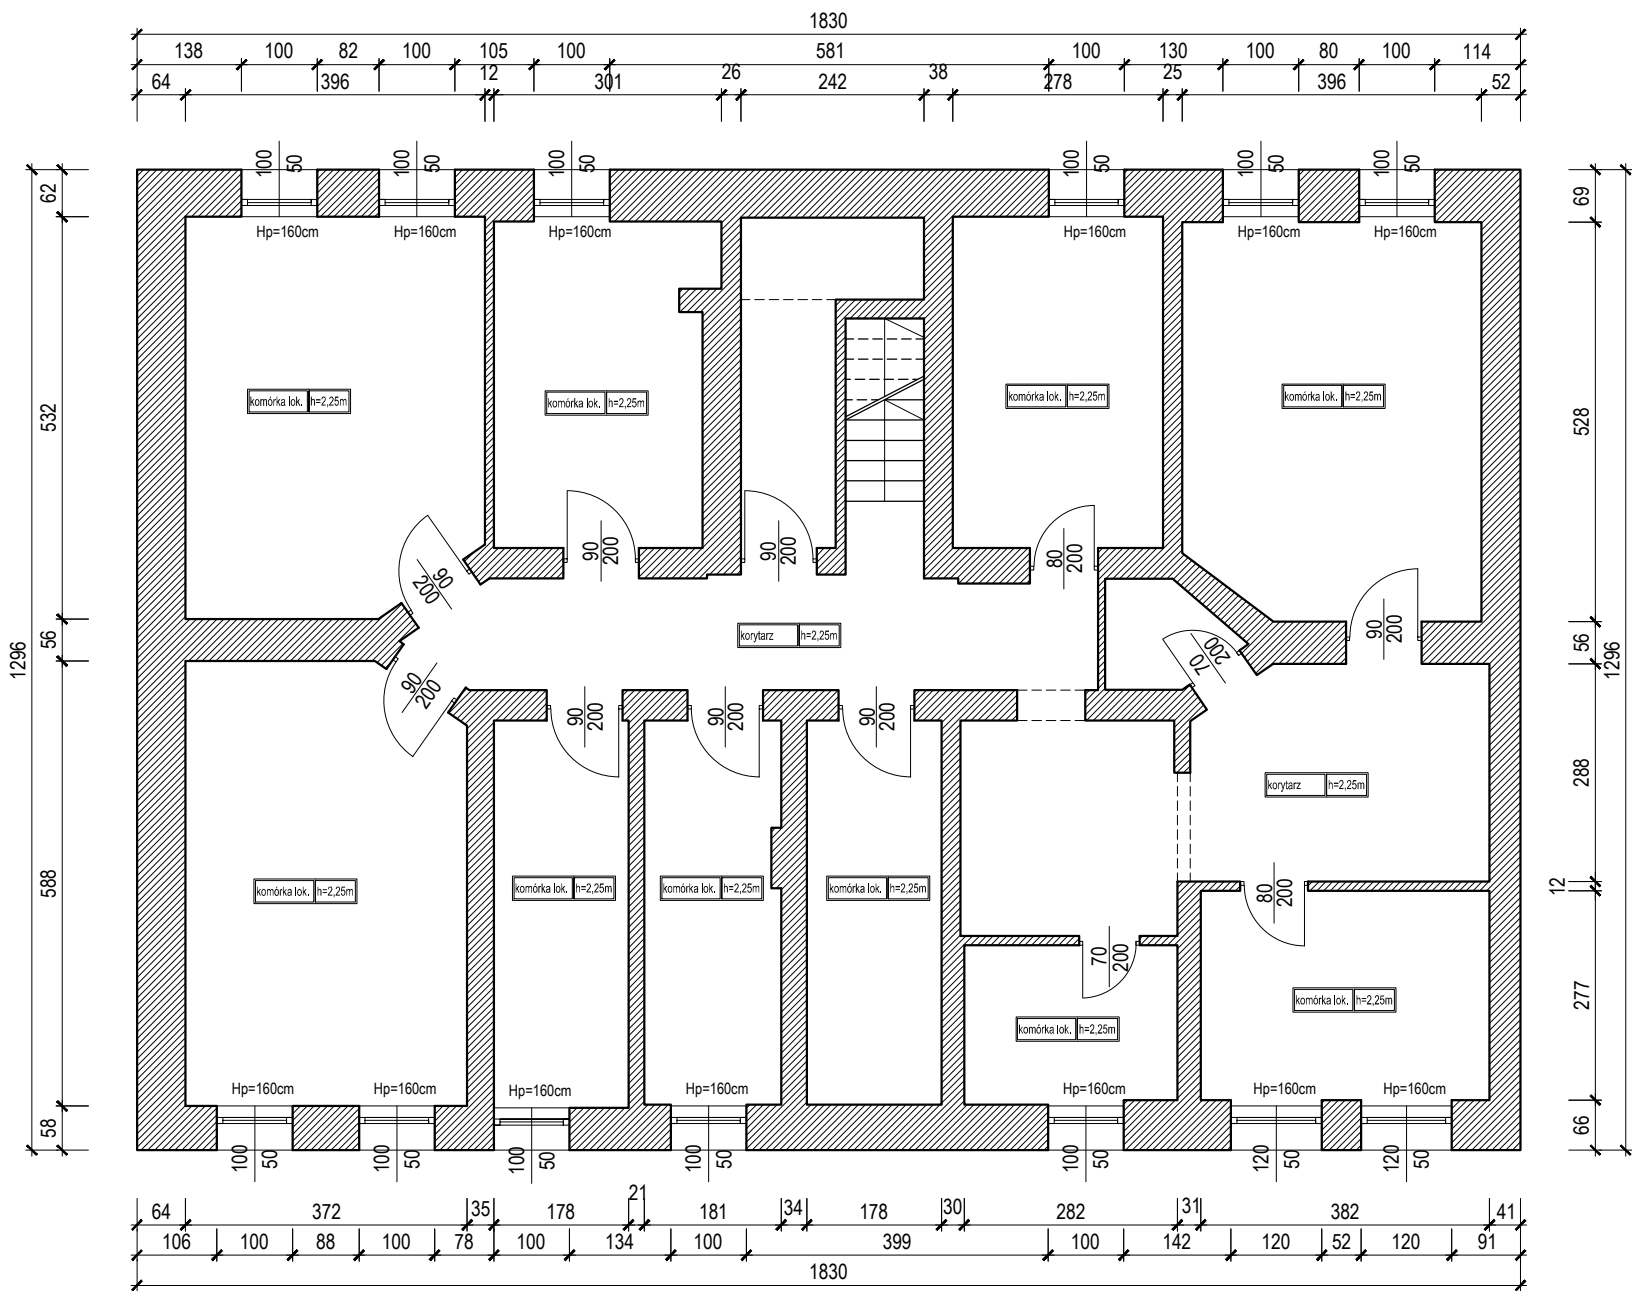 1830
138 100 82 100 105 100 581 100 130 100 80 100 114
64 396 12 301 26 242 38 278 25 396 52
100 50 100 50 100 50 100 50 100 50 100 50
62 69
Hp=160cm Hp=160cm Hp=160cm Hp=160cm Hp=160cm Hp=160cm
532 528
komórka lok. h=2,25m
komórka lok. h=2,25m
komórka lok. h=2,25m
komórka lok. h=2,25m
90 200 90 200 90 200 80 200
korytarz h=2,25m
90 200 70 200
56 56
1296 1296
90 200
90 200 90 200 90 200
korytarz h=2,25m
288
588 12
komórka lok. h=2,25m
komórka lok. h=2,25m
komórka lok. h=2,25m
komórka lok. h=2,25m
80 200
70 200
277
komórka lok. h=2,25m
komórka lok. h=2,25m
Hp=160cm Hp=160cm Hp=160cm Hp=160cm Hp=160cm Hp=160cm Hp=160cm
58 66
100 50 100 50 100 50 100 50 100 50 120 50 120 50
64 372 35 178 21 181 34 178 30 282 31 382 41
106 100 88 100 78 100 134 100 399 100 142 120 52 120 91
1830